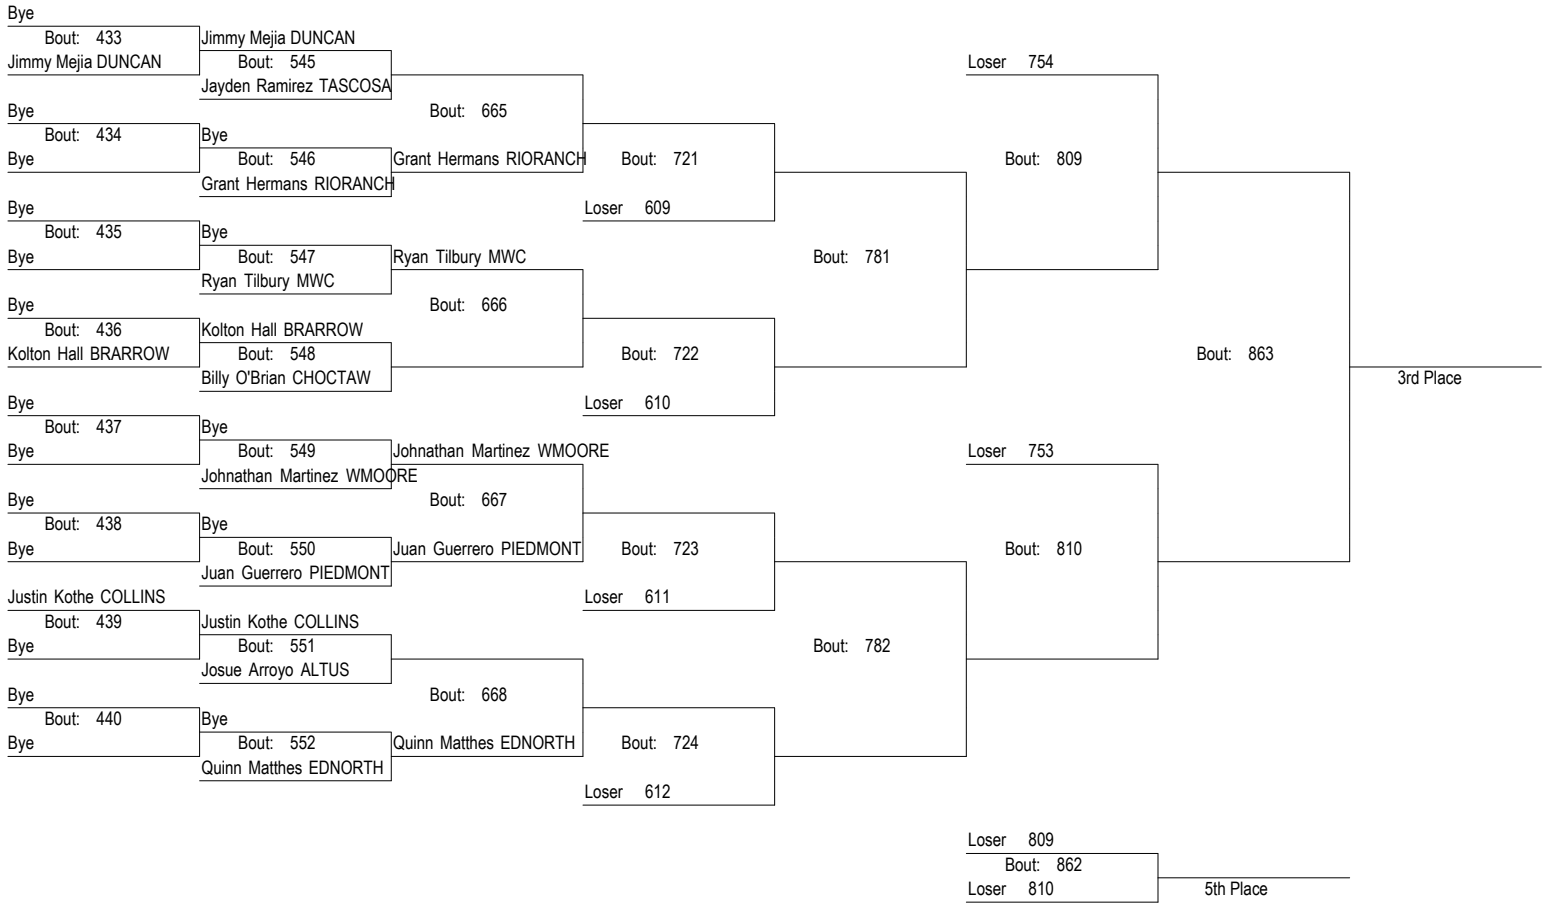 Bye
Bout: 433
Jimmy Mejia DUNCAN
Bye
Bout: 434
Bye
Bye
Bout: 435
Bye
Bye
Bout: 436
Kolton Hall BRARROW
Bye
Bout: 437
Bye
Bye
Bout: 438
Bye
Justin Kothe COLLINS
Bout: 439
Bye
Bye
Bout: 440
Bye
Jimmy Mejia DUNCAN
Bout: 545
Jayden Ramirez TASCOSA
Bye
Bout: 546
Grant Hermans RIORANCH
Bye
Bout: 547
Ryan Tilbury MWC
Kolton Hall BRARROW
Bout: 548
Billy O'Brian CHOCTAW
Bye
Bout: 549
Johnathan Martinez WMOORE
Bye
Bout: 550
Juan Guerrero PIEDMONT
Justin Kothe COLLINS
Bout: 551
Josue Arroyo ALTUS
Bye
Bout: 552
Quinn Matthes EDNORTH
Bout: 665
Grant Hermans RIORANCH
Ryan Tilbury MWC
Bout: 666
Johnathan Martinez WMOORE
Bout: 667
Juan Guerrero PIEDMONT
Bout: 668
Quinn Matthes EDNORTH
Bout: 721
Loser 609
Bout: 722
Loser 610
Bout: 723
Loser 611
Bout: 724
Loser 612
Bout: 781
Bout: 782
Loser 754
Bout: 809
Loser 753
Bout: 810
Bout: 863
3rd Place
Loser 809
Bout: 862
Loser 810
5th Place